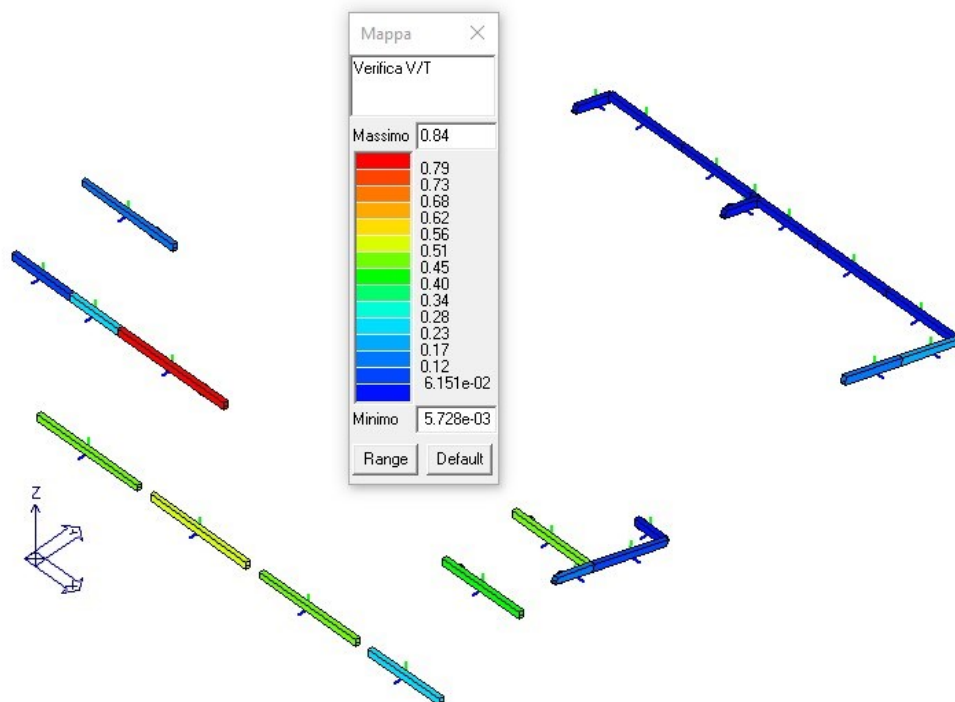 Mappa
Verifica V/T
Massimo 0.84
0.79
0.73
0.68
0.62
0.56
0.51
0.45
0.40
0.34
0.28
0.23
0.17
0.12
6.151e-02
Minimo 5.728e-03
Range Default
Z
Y
X